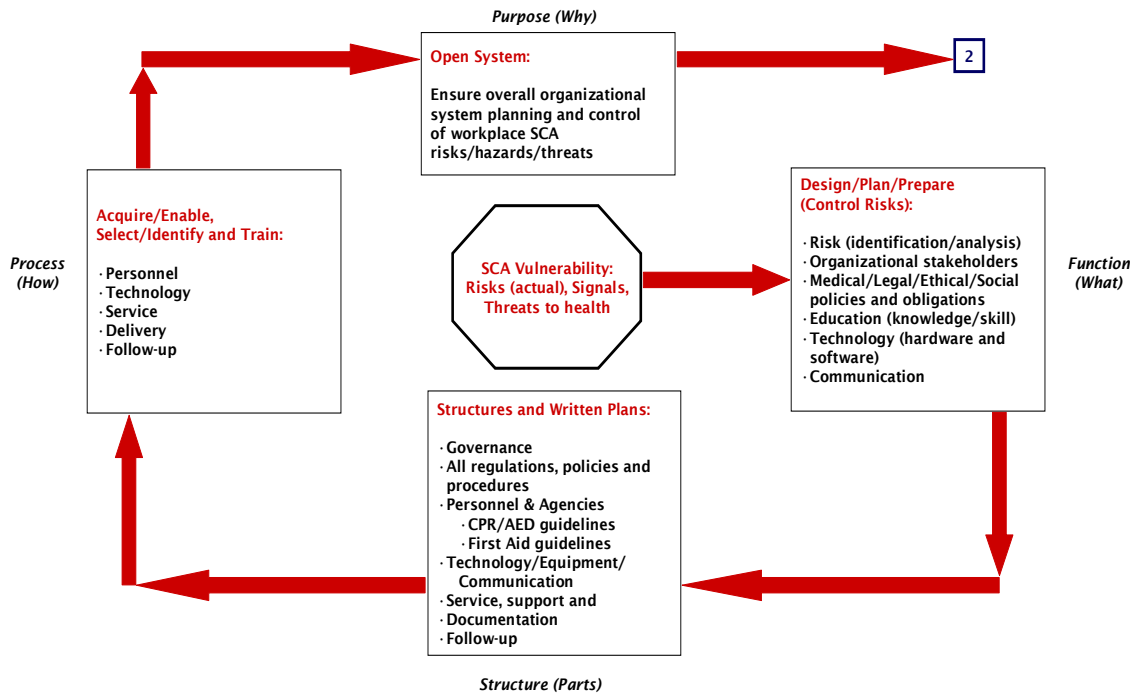 Purpose (Why)
Open System:
Ensure overall organizational
system planning and control
of workplace SCA
risks/hazards/threats
2
Design/Plan/Prepare
(Control Risks):
· Risk (identification/analysis)
· Organizational stakeholders
· Medical/Legal/Ethical/Social
policies and obligations
· Education (knowledge/skill)
· Technology (hardware and
software)
· Communication
Function
(What)
SCA Vulnerability:
Risks (actual), Signals,
Threats to health
Structures and Written Plans:
· Governance
· All regulations, policies and
procedures
· Personnel & Agencies
· CPR/AED guidelines
· First Aid guidelines
· Technology/Equipment/
Communication
· Service, support and
· Documentation
· Follow-up
Structure (Parts)
Acquire/Enable,
Select/Identify and Train:
· Personnel
· Technology
· Service
· Delivery
· Follow-up
Process
(How)